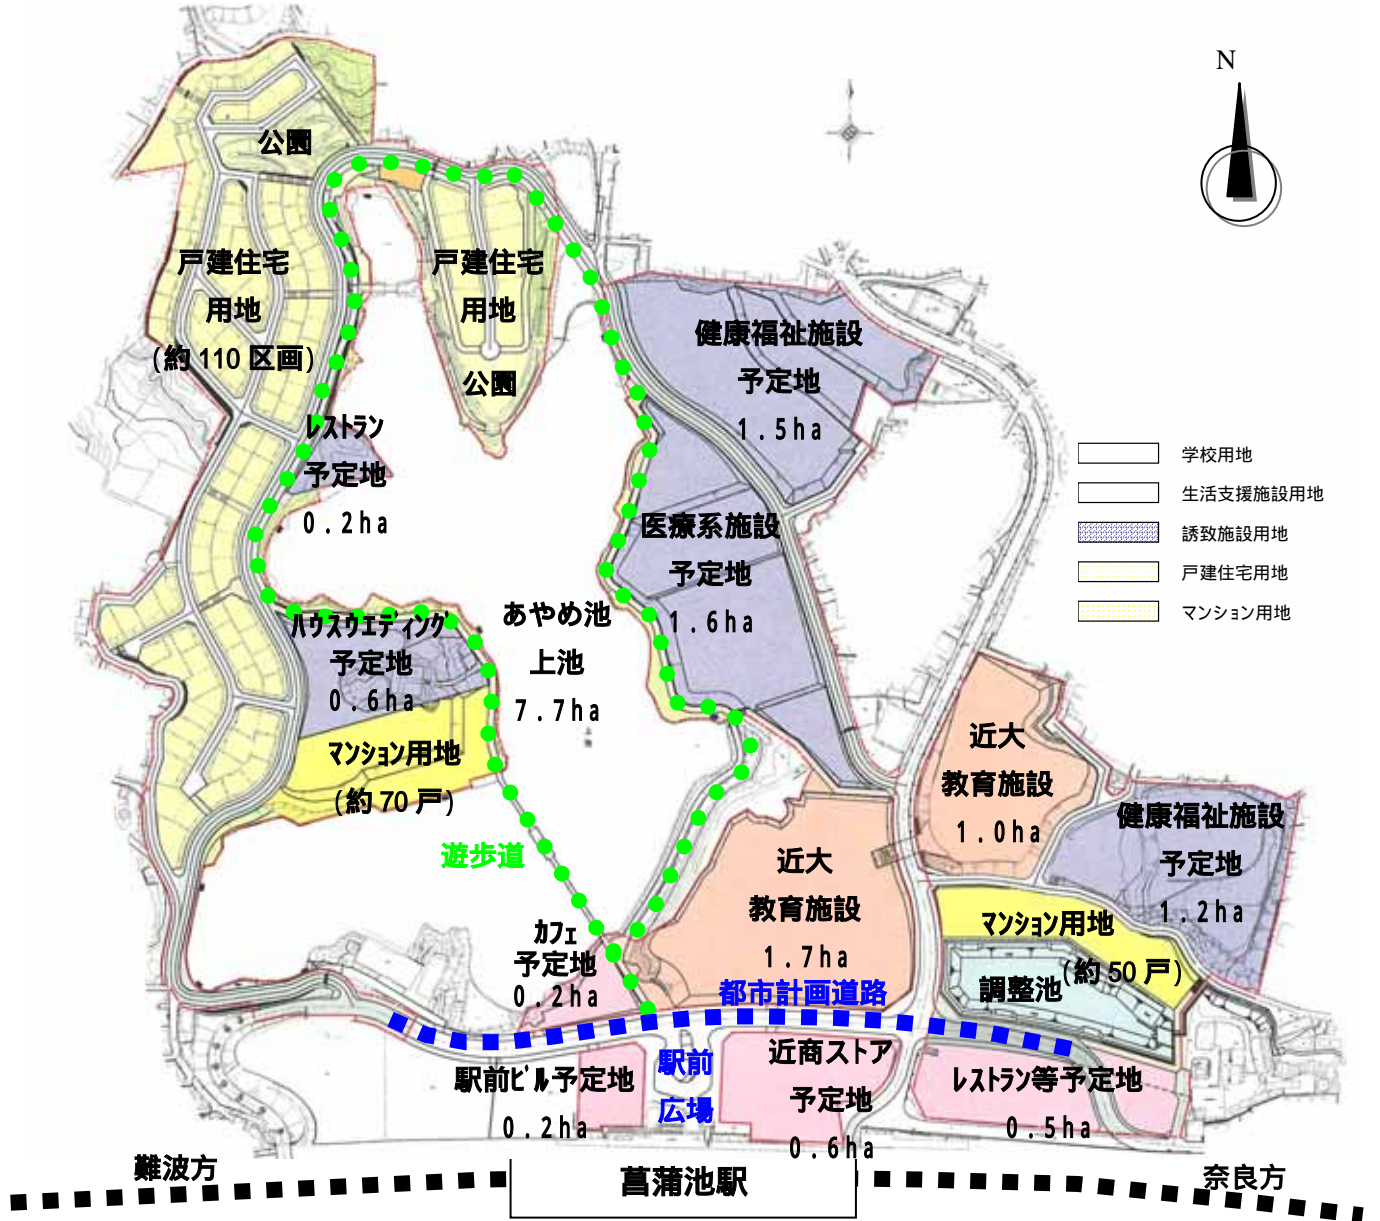 N
公園
戸建住宅
用地
(約 110 区画)
戸建住宅
用地
公園
健康福祉施設
予定地
1.5ha
レストラン
予定地
0.2ha
学校用地
生活支援施設用地
誘致施設用地
戸建住宅用地
マンション用地
医療系施設
予定地
1.6ha
ハウスウエディング
予定地
0.6ha
あやめ池
上池
7.7ha
マンション用地
(約 70 戸)
近大
教育施設
1.0ha
健康福祉施設
予定地
1.2ha
遊歩道
近大
教育施設
1.7ha
マンション用地
(約 50 戸)
調整池
カフェ
予定地
0.2ha
都市計画道路
駅前
広場
駅前ビル予定地
0.2ha
近商ストア
予定地
0.6ha
レストラン等予定地
0.5ha
難波方
菖蒲池駅
奈良方